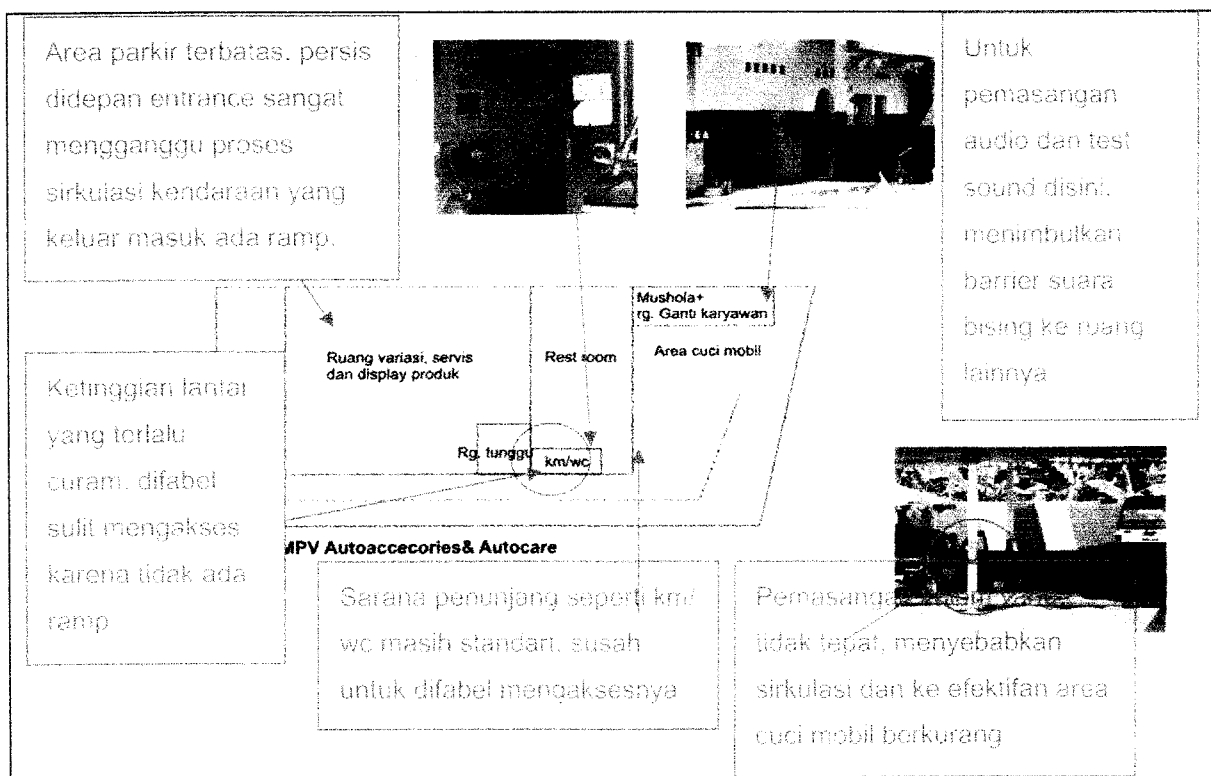 Area parkir terbatas, persis
didepan entrance sangat
mengganggu proses
sirkulasi kendaraan yang
keluar masuk ada ramp.
Untuk
pemasangan
audio dan test
sound disini,
menimbulkan
barrier suara
bising ke ruang
lainnya
Mushola+
rg. Ganti karyawan
Ruang variasi, servis
dan display produk
Rest room
Area cuci mobil
Rg. tunggu
km/wc
Ketinggian lantai
yang terlalu
curam, difabel
sulit mengakses
karena tidak ada
ramp
MPV Autoaccecories& Autocare
Sarana penunjang seperti km/
wc masih standart, susah
untuk difabel mengaksesnya
Pemasangan
tidak tepat, menyebabkan
sirkulasi dan ke efektifan area
cuci mobil berkurang